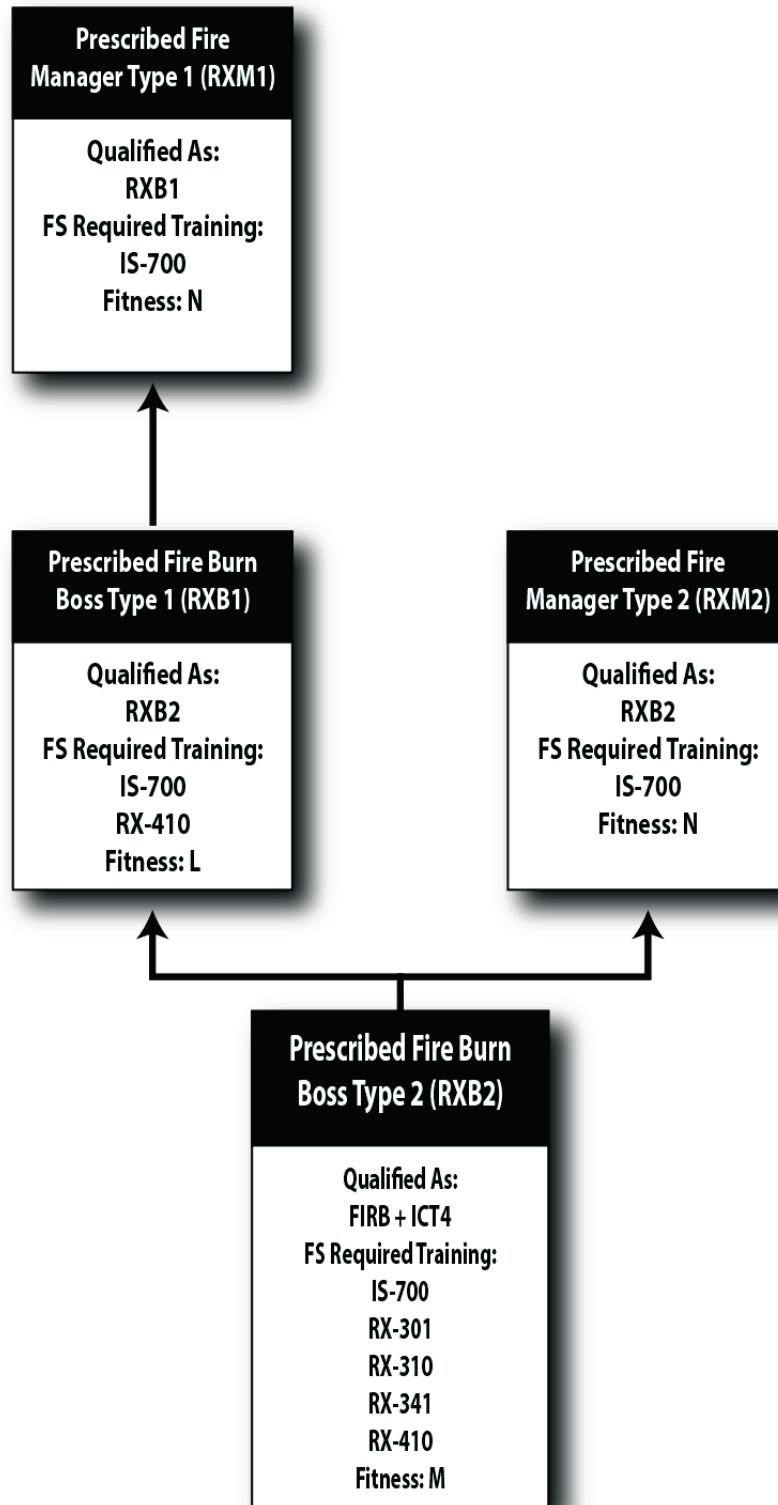 Prescribed Fire
Manager Type 1 (RXM1)
Qualified As:
RXB1
FS Required Training:
IS-700
Fitness: N
Prescribed Fire Burn
Boss Type 1 (RXB1)
Qualified As:
RXB2
FS Required Training:
IS-700
RX-410
Fitness: L
Prescribed Fire
Manager Type 2 (RXM2)
Qualified As:
RXB2
FS Required Training:
IS-700
Fitness: N
Prescribed Fire Burn
Boss Type 2 (RXB2)
Qualified As:
FIRB + ICT4
FS Required Training:
IS-700
RX-301
RX-310
RX-341
RX-410
Fitness: M